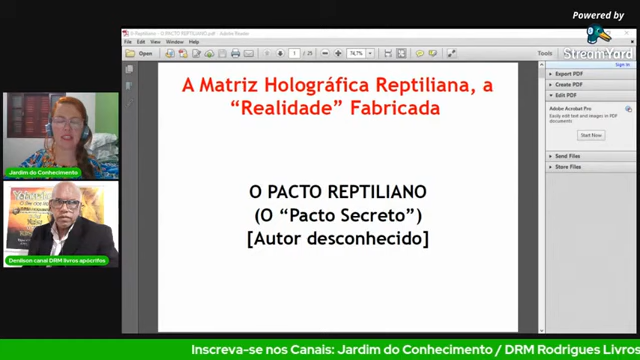 Powered by
StreamYard
O Reptiliano - O PACTO REPTILIANO.pdf - Adobe Reader
File Edit View Window Help
Open
1 / 25
74,7%
Tools
Sign In
Export PDF
Create PDF
Edit PDF
Adobe Acrobat Pro
Easily edit text and images in PDF
documents
Start Now
Send Files
Store Files
A Matriz Holográfica Reptiliana, a
“Realidade” Fabricada
O PACTO REPTILIANO
(O “Pacto Secreto”)
[Autor desconhecido]
Jardim do Conhecimento
Denilson canal DRM livros apócrifos
Inscreva-se nos Canais: Jardim do Conhecimento / DRM Rodrigues Livros